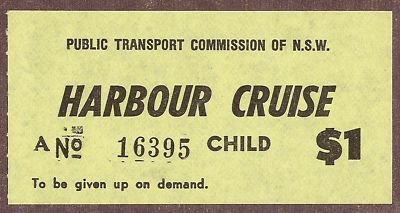 PUBLIC TRANSPORT COMMISSION OF N.S.W.
HARBOUR CRUISE
A No 16395 CHILD $1
To be given up on demand.